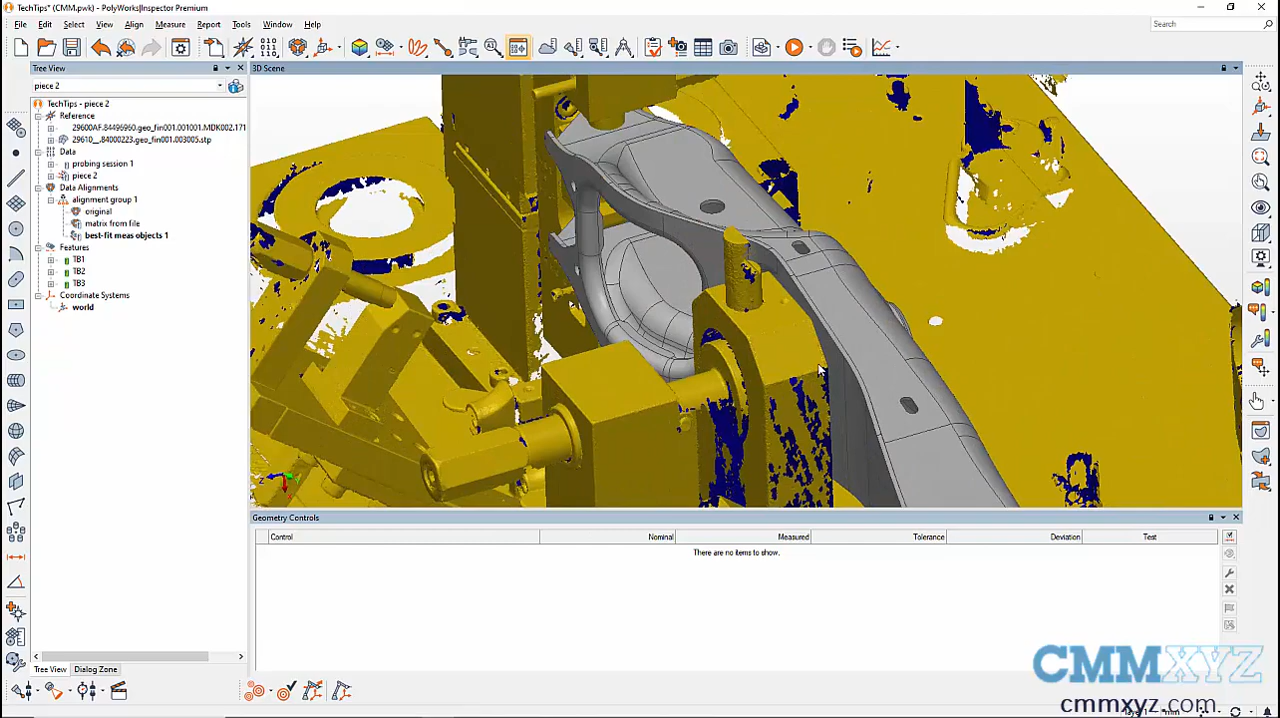 TechTips* (CMM.pwk) - PolyWorks|Inspector Premium
File Edit Select View Align Measure Report Tools Window Help
Search
Tree View
3D Scene
piece 2
TechTips - piece 2
Reference
29600AF.84496950.geo_fin001.001001.MDK002.171
29610__.84000223.geo_fin001.003005.stp
Data
probing session 1
piece 2
Data Alignments
alignment group 1
original
matrix from file
best-fit meas objects 1
Features
TB1
TB2
TB3
Coordinate Systems
world
Z
Geometry Controls
Control Nominal Measured Tolerance Deviation Test
There are no items to show.
Tree View Dialog Zone
CMMXYZ
cmmxyz.com